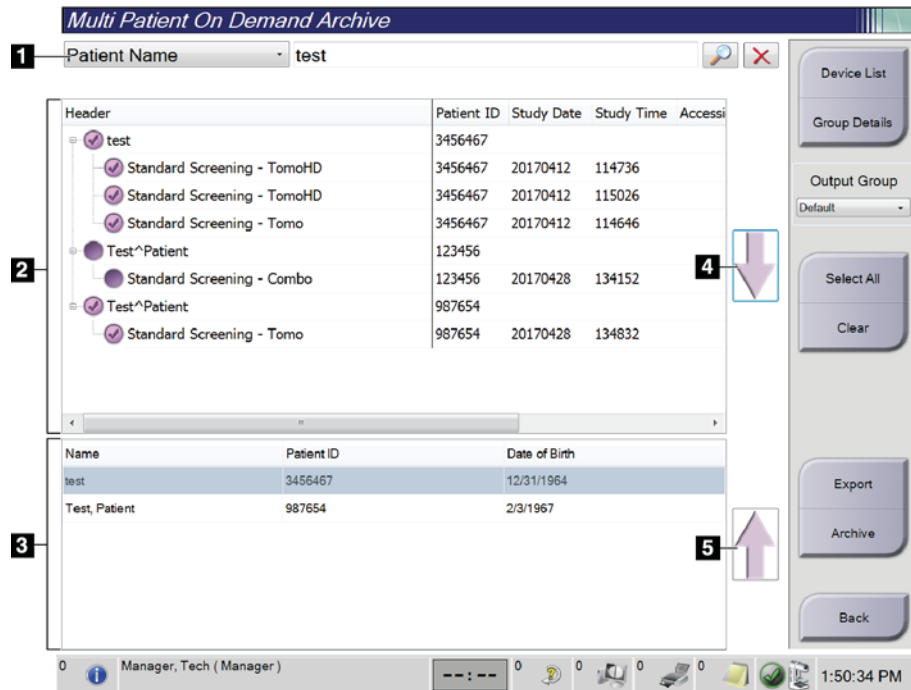 Multi Patient On Demand Archive
1
Patient Name
test
Device List
Group Details
Output Group
Default
Select All
Clear
Export
Archive
Back
2
Header Patient ID Study Date Study Time Accessi
test 3456467
Standard Screening - TomoHD 3456467 20170412 114736
Standard Screening - TomoHD 3456467 20170412 115026
Standard Screening - Tomo 3456467 20170412 114646
Test^Patient 123456
Standard Screening - Combo 123456 20170428 134152
Test^Patient 987654
Standard Screening - Tomo 987654 20170428 134832
4
3
Name Patient ID Date of Birth
test 3456467 12/31/1964
Test, Patient 987654 2/3/1967
5
0 Manager, Tech ( Manager ) --:-- 0 0 0 0 1:50:34 PM